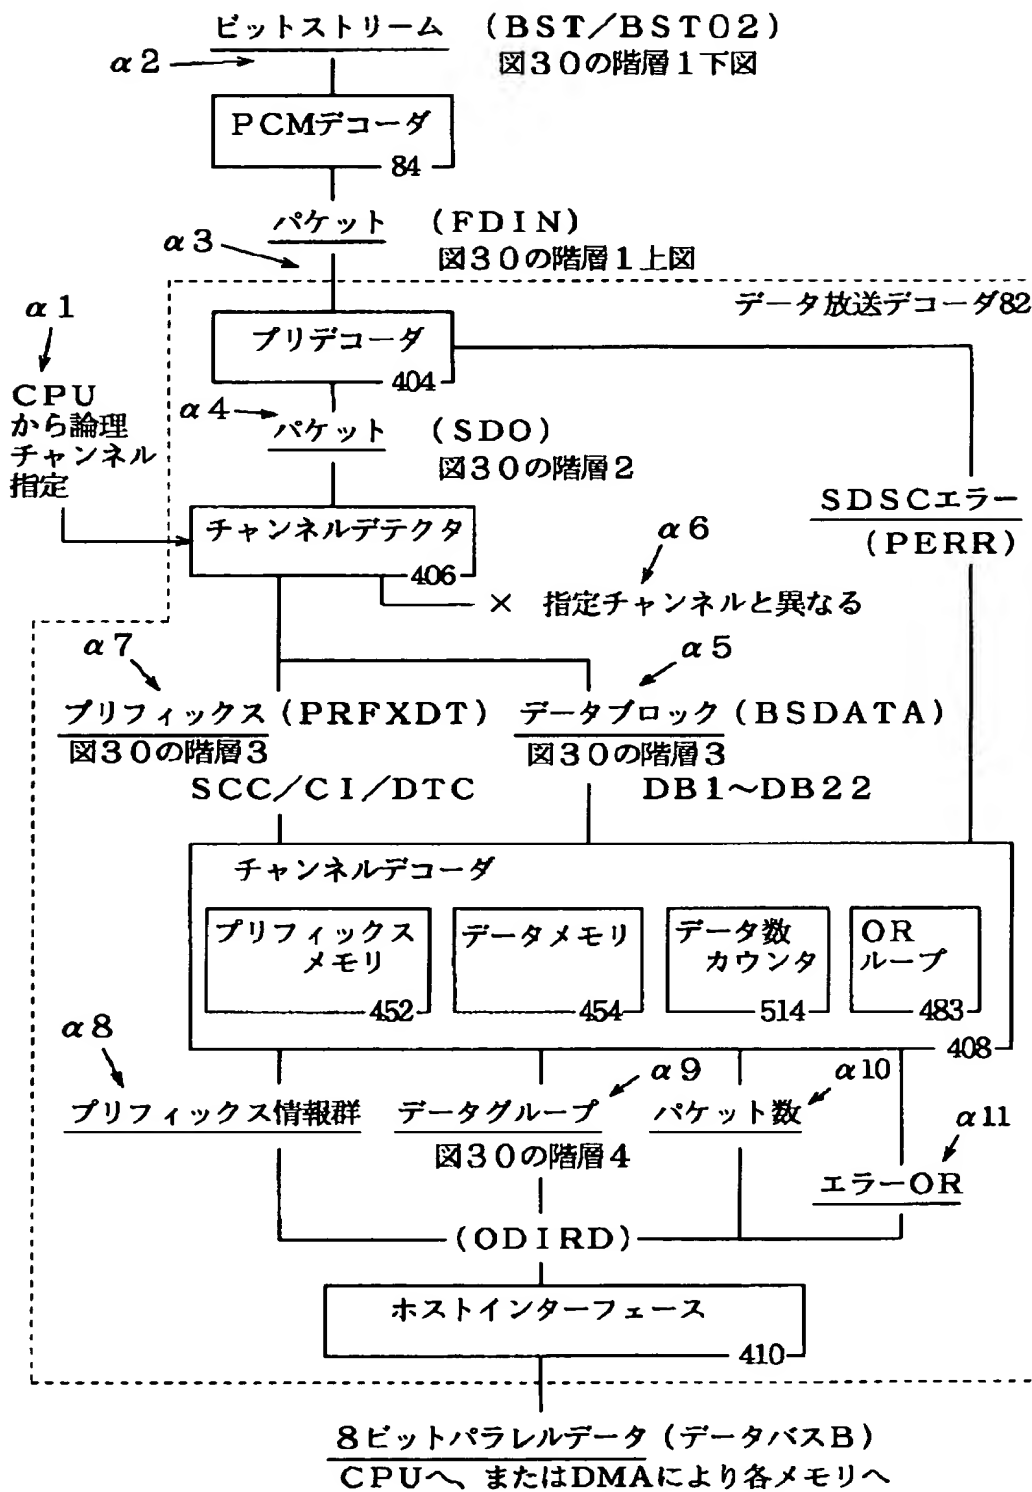 ビットストリーム (BST/BST02)
α2
図30の階層1下図
PCMデコーダ
84
パケット (FDIN)
α3
図30の階層1上図
データ放送デコーダ82
α1
プリデコーダ
404
CPU
から論理
チャンネル
指定
α4
パケット (SDO)
図30の階層2
SDSCエラー
(PERR)
チャンネルデテクタ
406
α6
× 指定チャンネルと異なる
α7
α5
プリフィックス(PRFXDT) データブロック(BSDATA)
図30の階層3 図30の階層3
SCC/CI/DTC DB1~DB22
チャンネルデコーダ
プリフィックス
メモリ
452
データメモリ
454
データ数
カウンタ
514
OR
ループ
483
408
α8
α9
α10
プリフィックス情報群 データグループ パケット数
α11
図30の階層4
エラーOR
(ODIRD)
ホストインターフェース
410
8ビットパラレルデータ(データバスB)
CPUへ、またはDMAにより各メモリへ